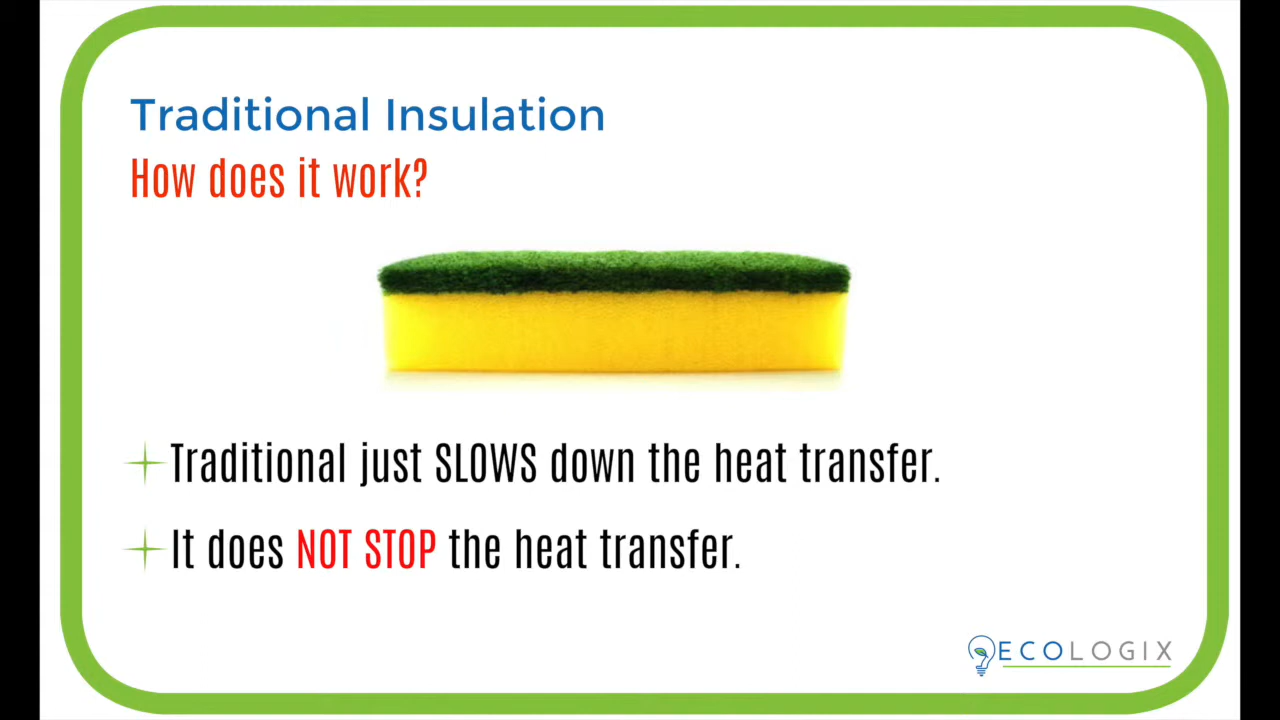 Traditional Insulation
How does it work?
Traditional just SLOWS down the heat transfer.
It does NOT STOP the heat transfer.
ECOLOGIX